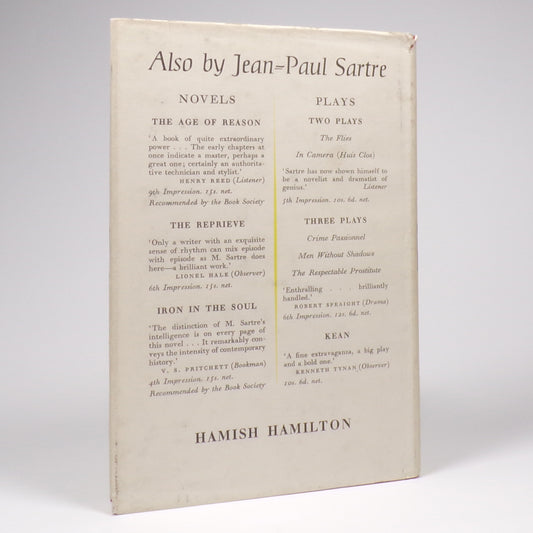 Also by Jean=Paul Sartre
NOVELS
THE AGE OF REASON
'A book of quite extraordinary
power . . . The early chapters at
once indicate a master, perhaps a
great one; certainly an authorita-
tive technician and stylist.'
HENRY REED (Listener)
9th Impression. 15s. net.
Recommended by the Book Society
THE REPRIEVE
'Only a writer with an exquisite
sense of rhythm can mix episode
with episode as M. Sartre does
here—a brilliant work.'
LIONEL HALE (Observer)
6th Impression. 15s. net.
IRON IN THE SOUL
'The distinction of M. Sartre's
intelligence is on every page of
this novel . . . It remarkably con-
veys the intensity of contemporary
history.'
V. S. PRITCHETT (Bookman)
4th Impression. 15s. net.
Recommended by the Book Society
PLAYS
TWO PLAYS
The Flies
In Camera (Huis Clos)
'Sartre has now shown himself to
be a novelist and dramatist of
genius.' Listener
5th Impression. 10s. 6d. net.
THREE PLAYS
Crime Passionnel
Men Without Shadows
The Respectable Prostitute
'Enthralling . . . brilliantly
handled.'
ROBERT SPEAIGHT (Drama)
6th Impression. 12s. 6d. net.
KEAN
'A fine extravaganza, a big play
and a bold one.'
KENNETH TYNAN (Observer)
10s. 6d. net.
HAMISH HAMILTON